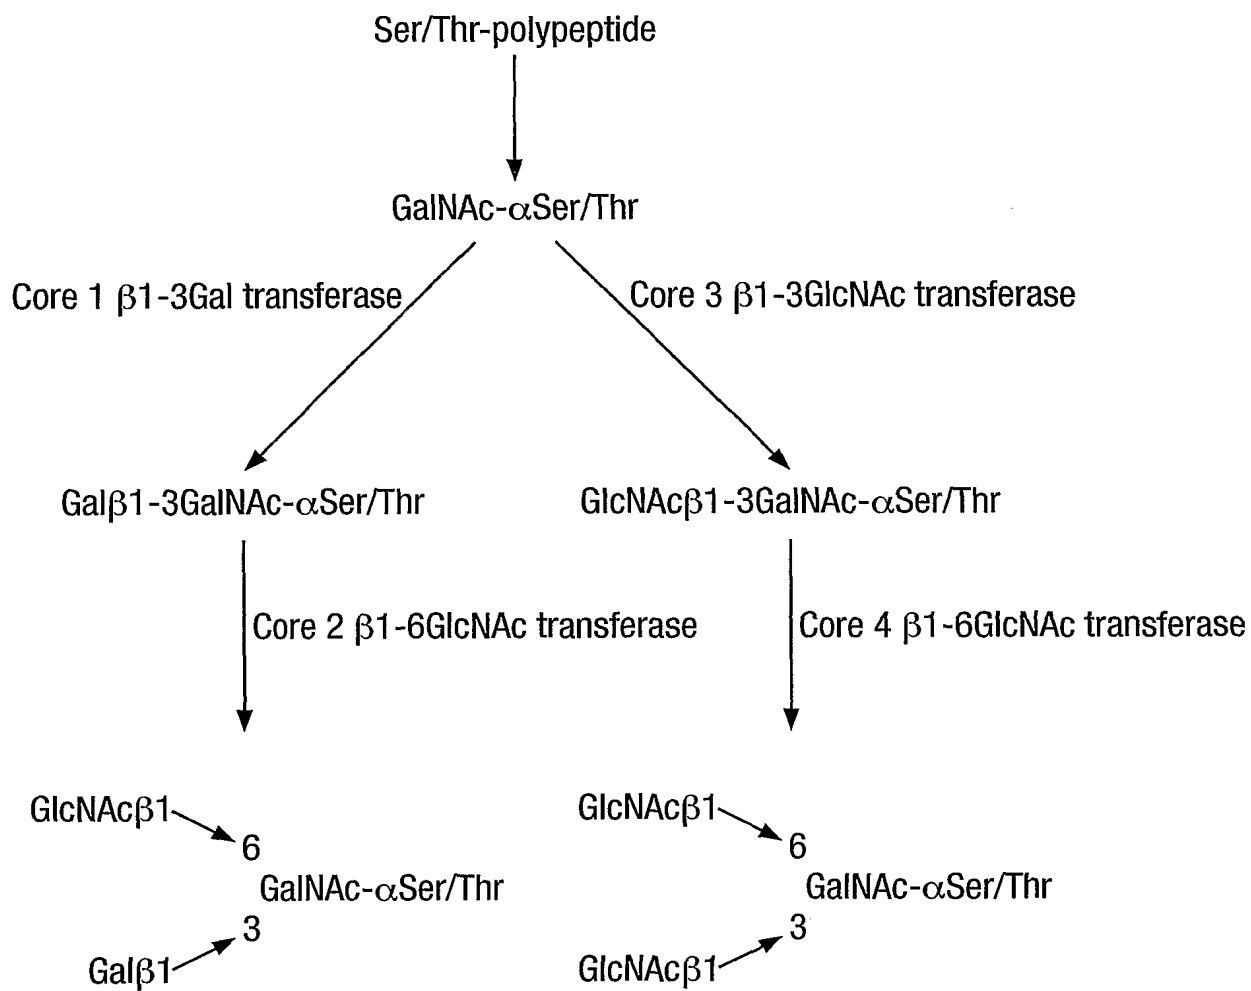 Ser/Thr-polypeptide
GalNAc-αSer/Thr
Core 1 β1-3Gal transferase
Core 3 β1-3GlcNAc transferase
Galβ1-3GalNAc-αSer/Thr
GlcNAcβ1-3GalNAc-αSer/Thr
Core 2 β1-6GlcNAc transferase
Core 4 β1-6GlcNAc transferase
GlcNAcβ1
6
GalNAc-αSer/Thr
3
Galβ1
GlcNAcβ1
6
GalNAc-αSer/Thr
3
GlcNAcβ1